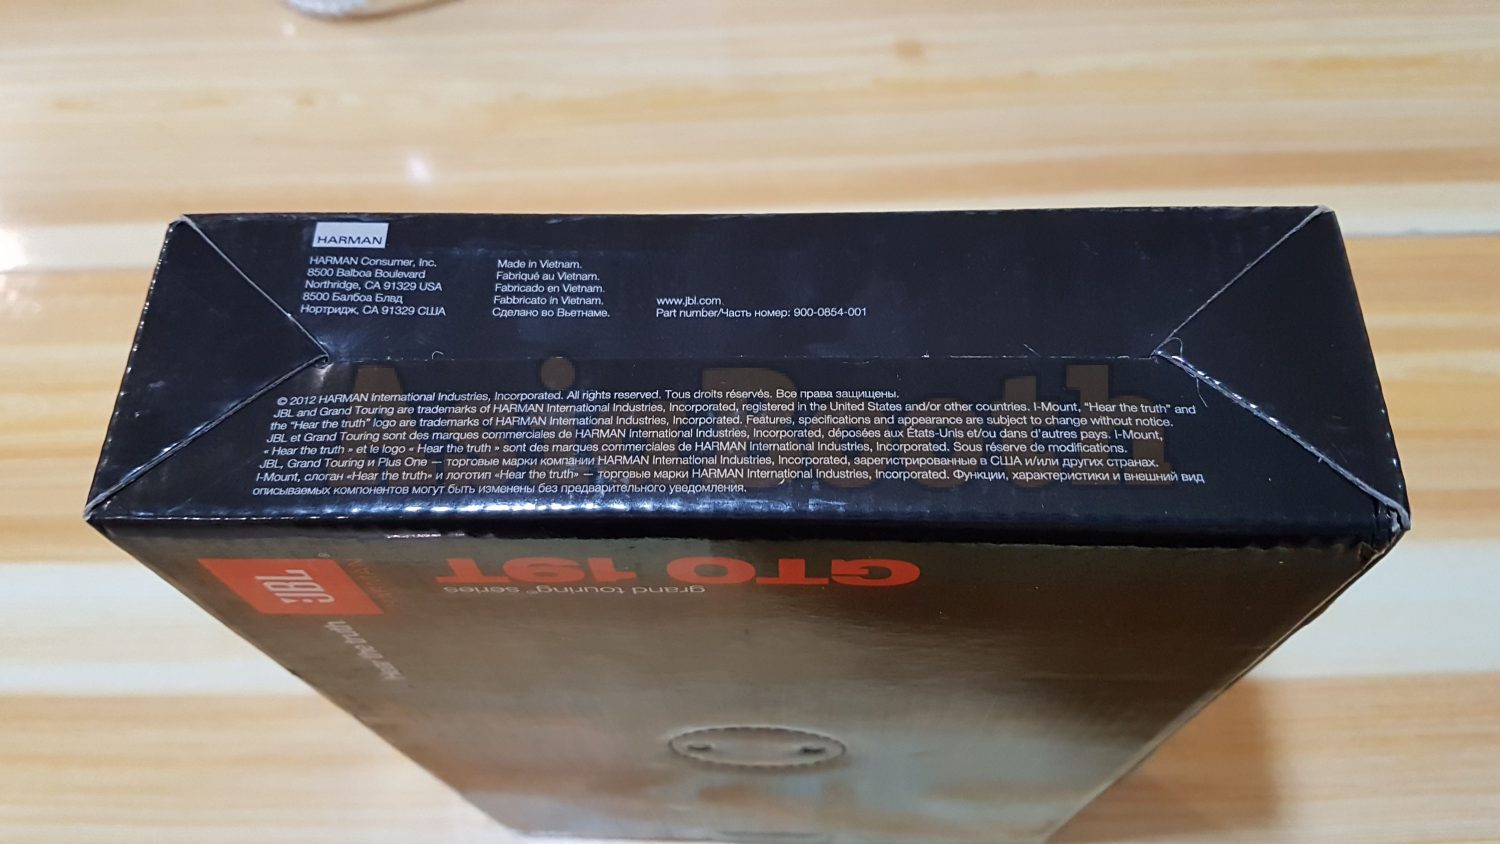 HARMAN
HARMAN Consumer, Inc.
8500 Balboa Boulevard
Northridge, CA 91329 USA
8500 Балбоа Блвд
Нортридж, CA 91329 США
Made in Vietnam.
Fabriqué au Vietnam.
Fabricado en Vietnam.
Fabbricato in Vietnam.
Сделано во Вьетнаме.
www.jbl.com
Part number/Часть номер: 900-0854-001
© 2012 HARMAN International Industries, Incorporated. All rights reserved. Tous droits réservés. Все права защищены.
JBL and Grand Touring are trademarks of HARMAN International Industries, Incorporated, registered in the United States and/or other countries. I-Mount, “Hear the truth” and
the “Hear the truth” logo are trademarks of HARMAN International Industries, Incorporated. Features, specifications and appearance are subject to change without notice.
JBL et Grand Touring sont des marques commerciales de HARMAN International Industries, Incorporated, déposées aux États-Unis et/ou dans d’autres pays. I-Mount,
« Hear the truth » et le logo « Hear the truth » sont des marques commerciales de HARMAN International Industries, Incorporated. Sous réserve de modifications.
JBL, Grand Touring и Plus One — торговые марки компании HARMAN International Industries, Incorporated, зарегистрированные в США и/или других странах.
I-Mount, слоган «Hear the truth» и логотип «Hear the truth» — торговые марки HARMAN International Industries, Incorporated. Функции, характеристики и внешний вид
описываемых компонентов могут быть изменены без предварительного уведомления.
GTO 19T
grand touring® series
JBL
Hear the truth